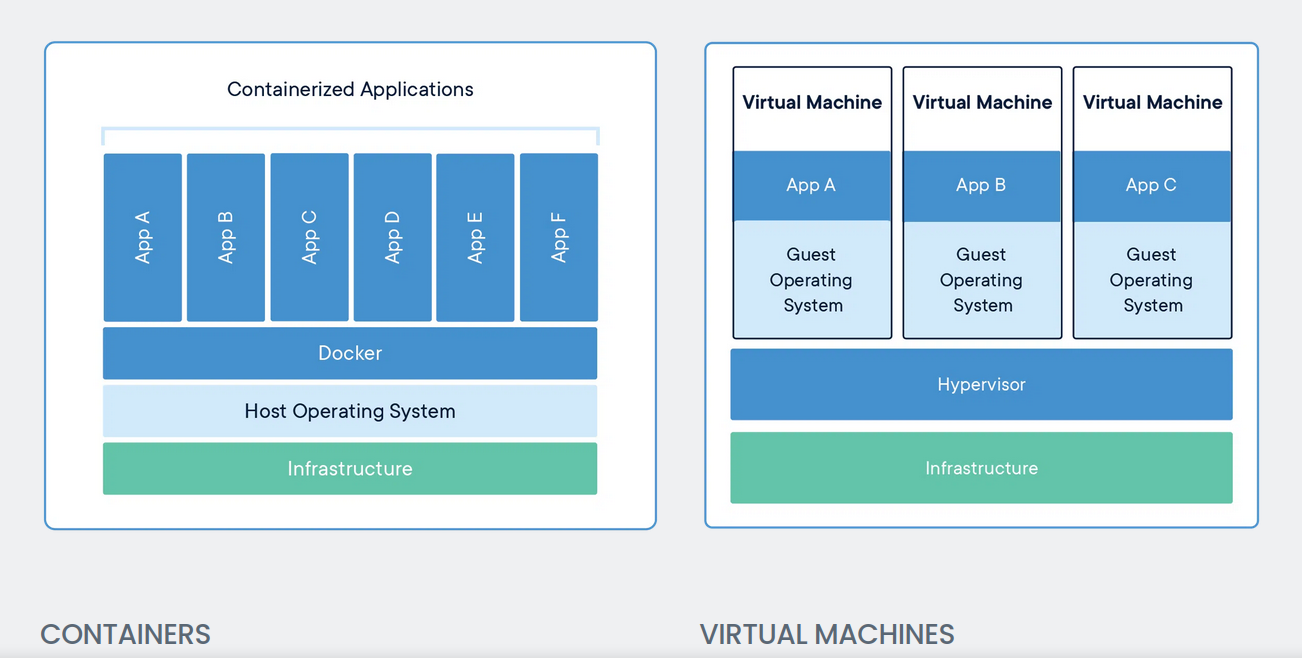 Containerized Applications
App A
App B
App C
App D
App E
App F
Docker
Host Operating System
Infrastructure
CONTAINERS
Virtual Machine
App A
Guest
Operating
System
Virtual Machine
App B
Guest
Operating
System
Virtual Machine
App C
Guest
Operating
System
Hypervisor
Infrastructure
VIRTUAL MACHINES